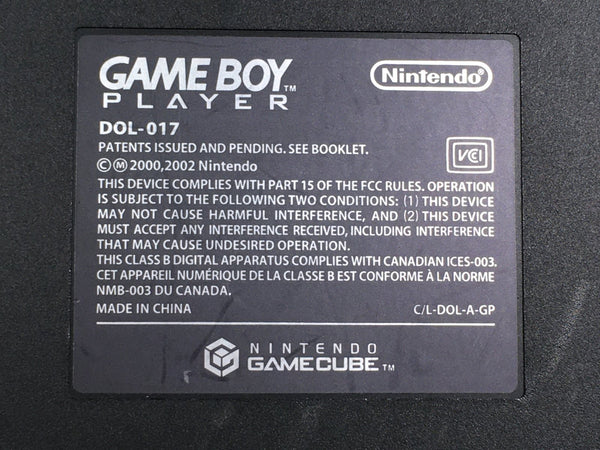 GAME BOY™
PLAYER
Nintendo®
DOL-017
PATENTS ISSUED AND PENDING. SEE BOOKLET.
VCI
©Ⓜ2000,2002 Nintendo
THIS DEVICE COMPLIES WITH PART 15 OF THE FCC RULES. OPERATION
IS SUBJECT TO THE FOLLOWING TWO CONDITIONS: (1) THIS DEVICE
MAY NOT CAUSE HARMFUL INTERFERENCE, AND (2) THIS DEVICE
MUST ACCEPT ANY INTERFERENCE RECEIVED, INCLUDING INTERFERENCE
THAT MAY CAUSE UNDESIRED OPERATION.
THIS CLASS B DIGITAL APPARATUS COMPLIES WITH CANADIAN ICES-003.
CET APPAREIL NUMÉRIQUE DE LA CLASSE B EST CONFORME À LA NORME
NMB-003 DU CANADA.
MADE IN CHINA C/L-DOL-A-GP
NINTENDO
GAMECUBE™